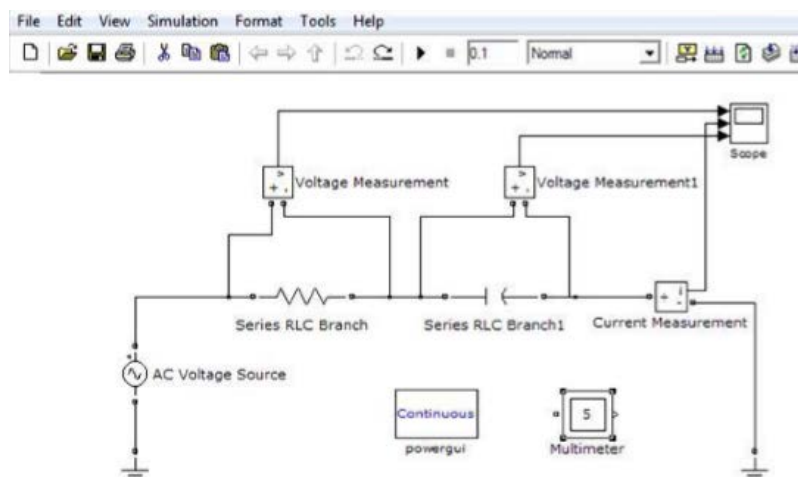 File Edit View Simulation Format Tools Help
0.1 Normal
Scope
Voltage Measurement
Voltage Measurement1
Series RLC Branch
Series RLC Branch1
Current Measurement
AC Voltage Source
Continuous
powergui
5
Multimeter